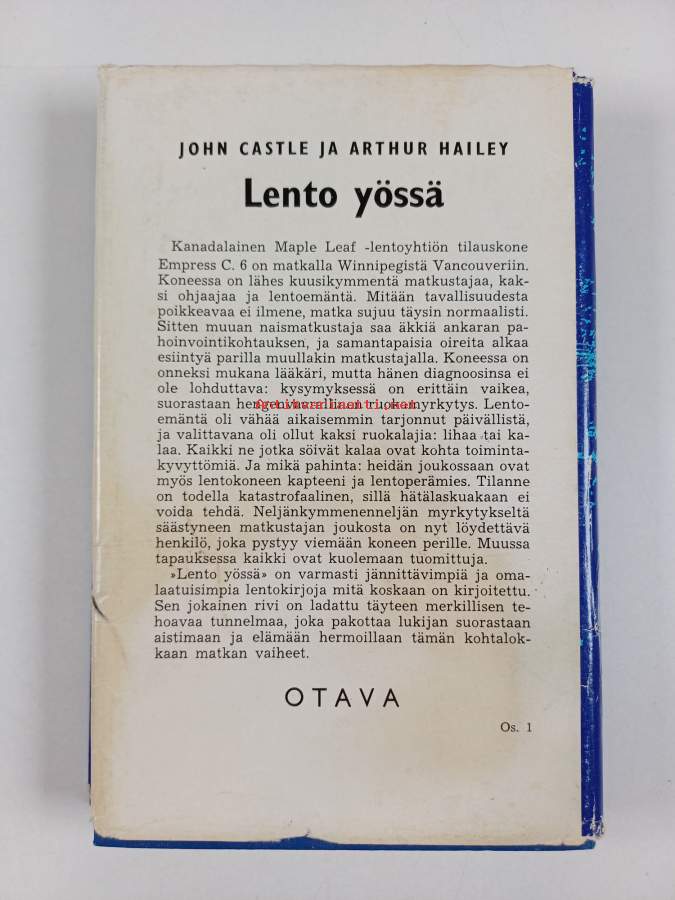 JOHN CASTLE JA ARTHUR HAILEY
Lento yössä
Kanadalainen Maple Leaf -lentoyhtiön tilauskone
Empress C. 6 on matkalla Winnipegistä Vancouveriin.
Koneessa on lähes kuusikymmentä matkustajaa, kak-
si ohjaajaa ja lentoemäntä. Mitään tavallisuudesta
poikkeavaa ei ilmene, matka sujuu täysin normaalisti.
Sitten muuan naismatkustaja saa äkkiä ankaran pa-
hoinvointikohtauksen, ja samantapaisia oireita alkaa
esiintyä parilla muullakin matkustajalla. Koneessa on
onneksi mukana lääkäri, mutta hänen diagnoosinsa ei
ole lohduttava: kysymyksessä on erittäin vaikea,
suorastaan hengenvaarallinen ruokamyrkytys. Lento-
emäntä oli vähää aikaisemmin tarjonnut päivällistä,
ja valittavana oli ollut kaksi ruokalajia: lihaa tai ka-
laa. Kaikki ne jotka söivät kalaa ovat kohta toiminta-
kyvyttömiä. Ja mikä pahinta: heidän joukossaan ovat
myös lentokoneen kapteeni ja lentoperämies. Tilanne
on todella katastrofaalinen, sillä hätälaskuakaan ei
voida tehdä. Neljänkymmenenneljän myrkytykseltä
säästyneen matkustajan joukosta on nyt löydettävä
henkilö, joka pystyy viemään koneen perille. Muussa
tapauksessa kaikki ovat kuolemaan tuomittuja.
»Lento yössä» on varmasti jännittävimpiä ja oma-
laatuisimpia lentokirjoja mitä koskaan on kirjoitettu.
Sen jokainen rivi on ladattu täyteen merkillisen te-
hoavaa tunnelmaa, joka pakottaa lukijan suorastaan
aistimaan ja elämään hermoillaan tämän kohtalok-
kaan matkan vaiheet.
OTAVA
Os. 1